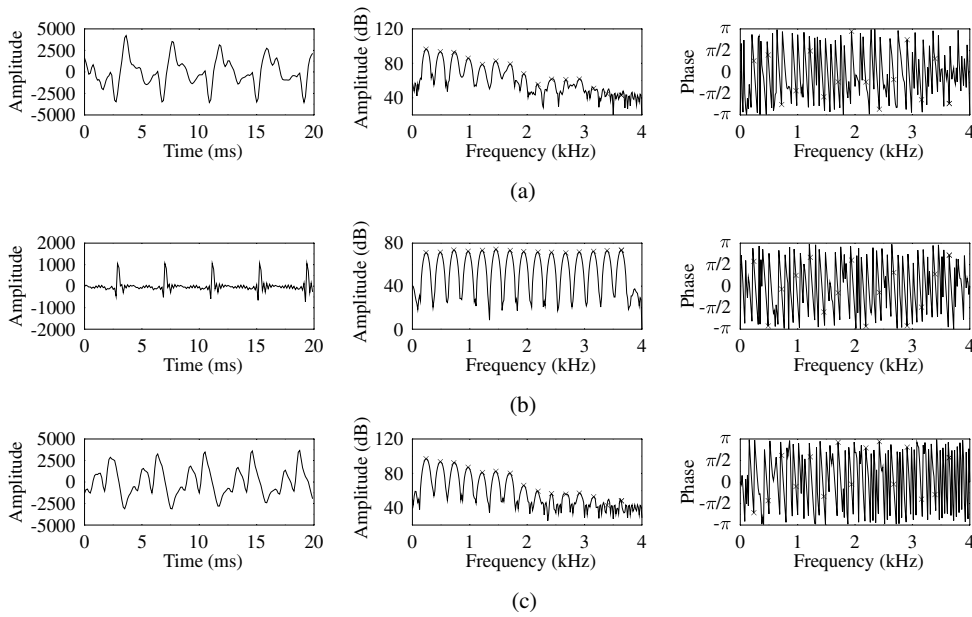 5000
2500
0
-2500
-5000
Amplitude
0 5 10 15 20
Time (ms)
120
80
40
Amplitude (dB)
0 1 2 3 4
Frequency (kHz)
π
π/2
0
-π/2
-π
Phase
0 1 2 3 4
Frequency (kHz)
(a)
2000
1000
0
-1000
-2000
Amplitude
0 5 10 15 20
Time (ms)
80
40
0
Amplitude (dB)
0 1 2 3 4
Frequency (kHz)
π
π/2
0
-π/2
-π
Phase
0 1 2 3 4
Frequency (kHz)
(b)
5000
2500
0
-2500
-5000
Amplitude
0 5 10 15 20
Time (ms)
120
80
40
Amplitude (dB)
0 1 2 3 4
Frequency (kHz)
π
π/2
0
-π/2
-π
Phase
0 1 2 3 4
Frequency (kHz)
(c)